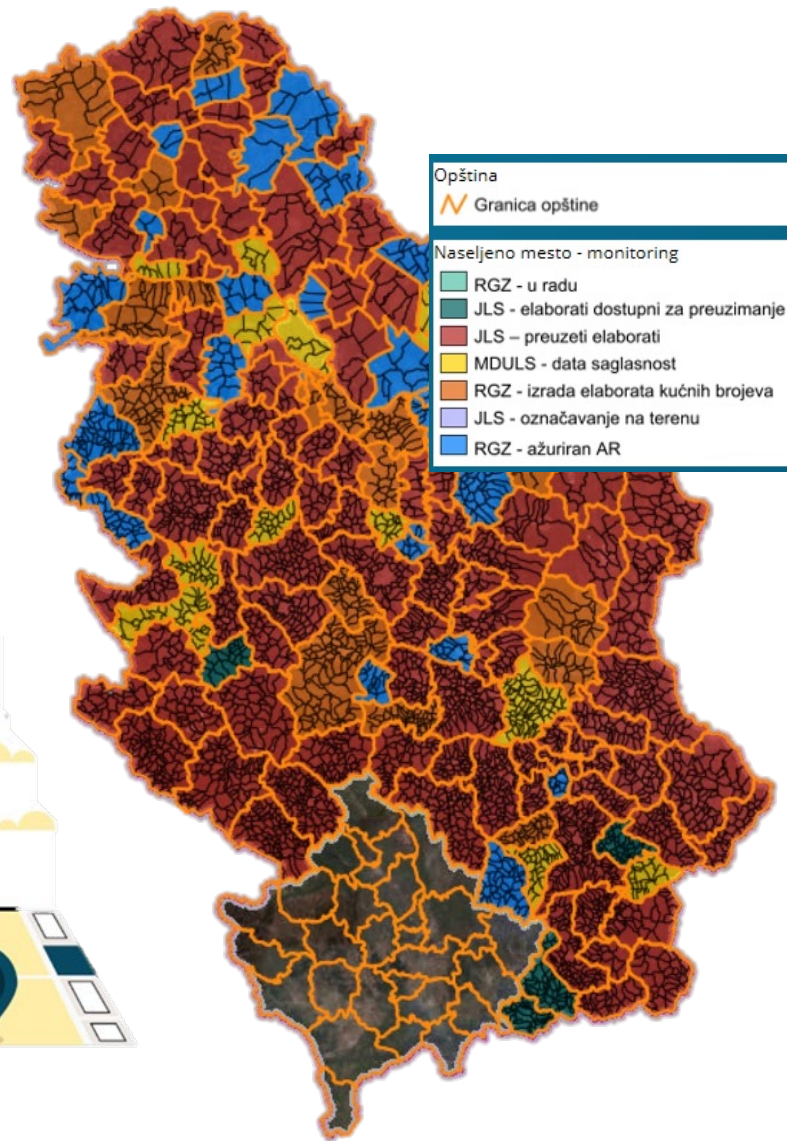 Opština
Granica opštine
Naseljeno mesto - monitoring
RGZ - u radu
JLS - elaborati dostupni za preuzimanje
JLS – preuzeti elaborati
MDULS - data saglasnost
RGZ - izrada elaborata kućnih brojeva
JLS - označavanje na terenu
RGZ - ažuriran AR